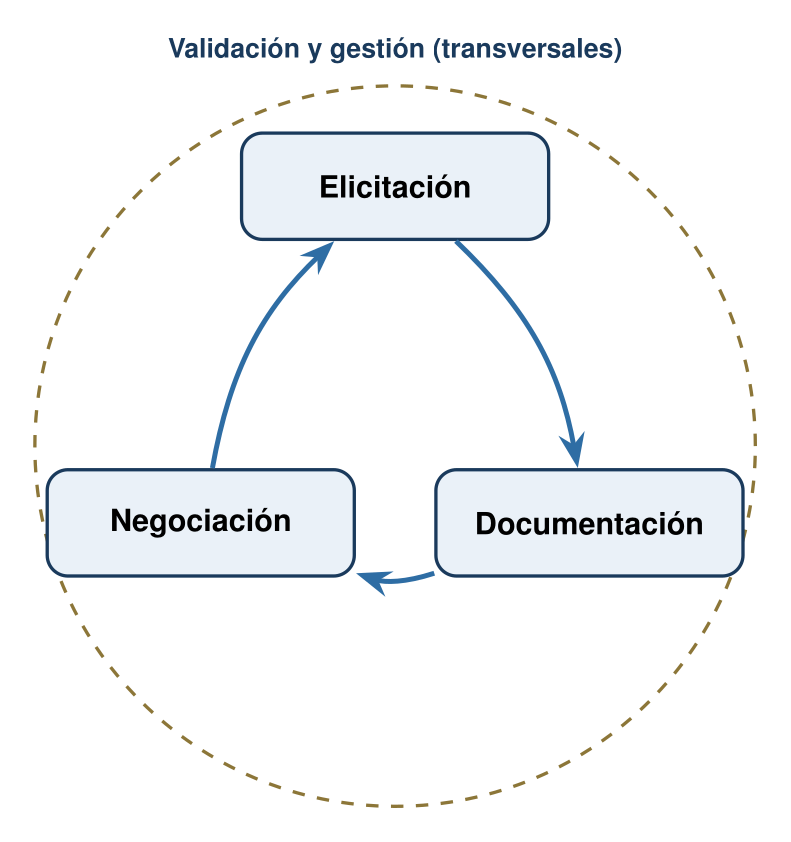 Validación y gestión (transversales)
Elicitación
Negociación
Documentación